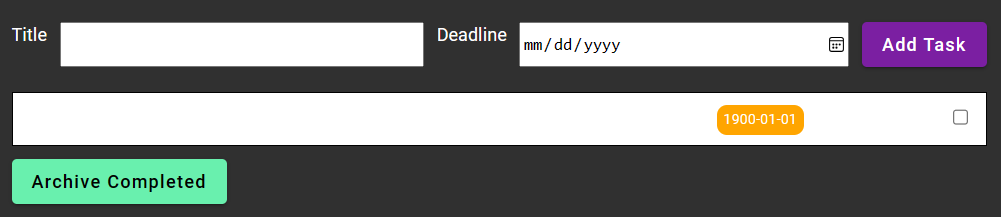 Title
Deadline
mm/dd/yyyy
Add Task
1900-01-01
Archive Completed